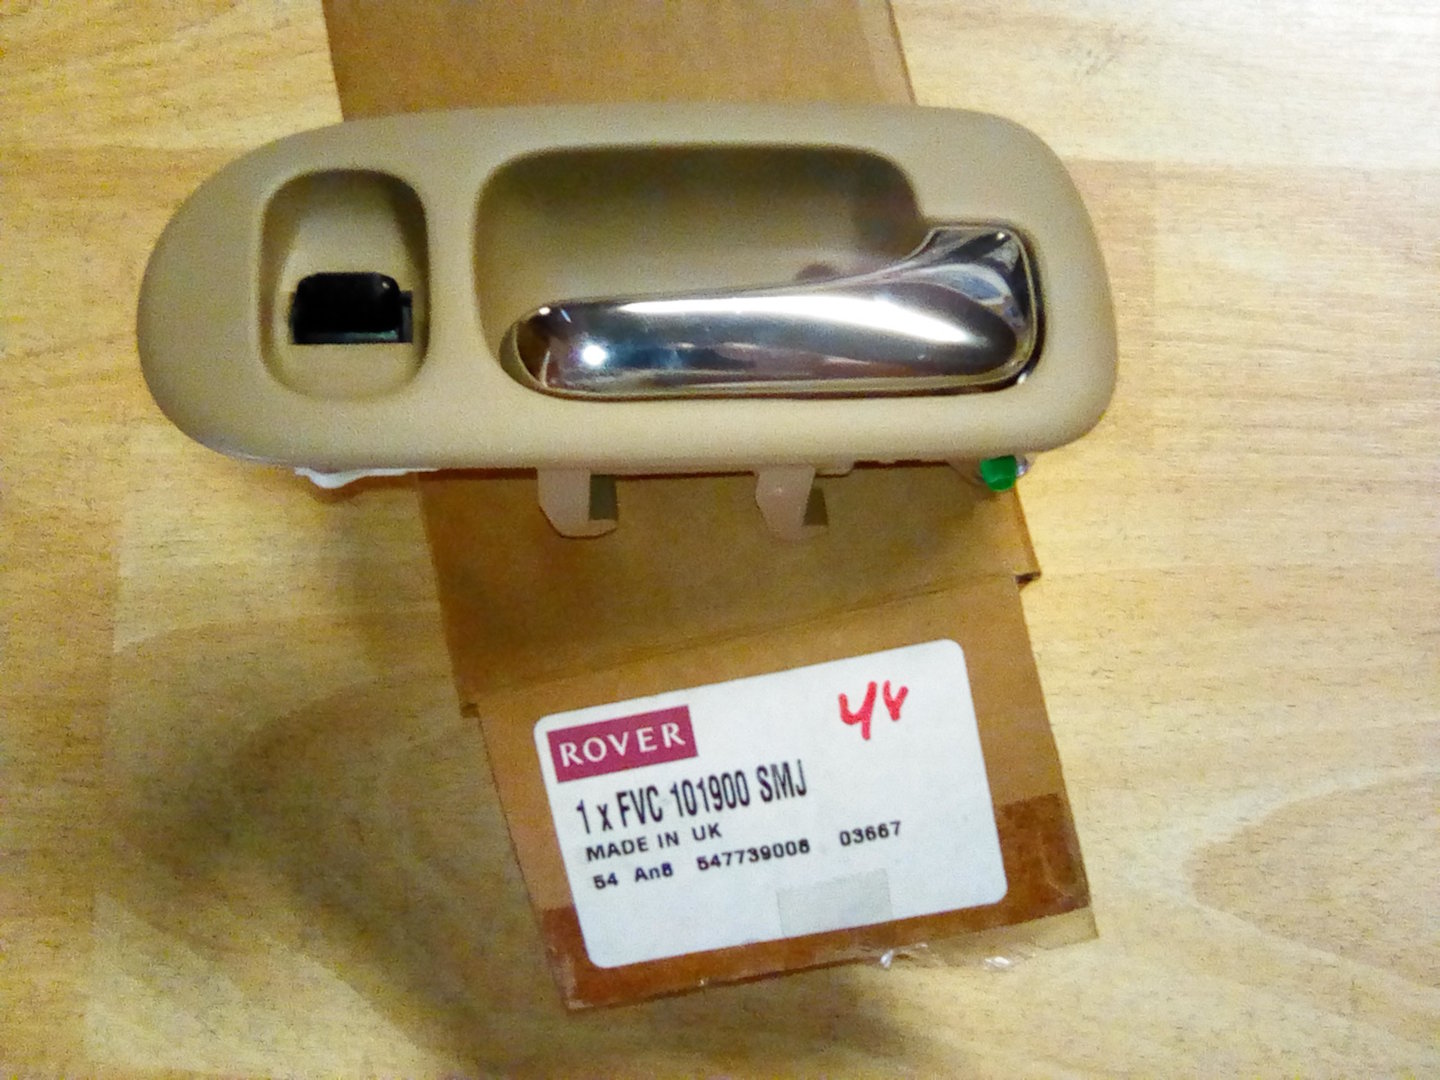 44
ROVER
1 x FVC 101900 SMJ
MADE IN UK
54 An8 547739008 03667